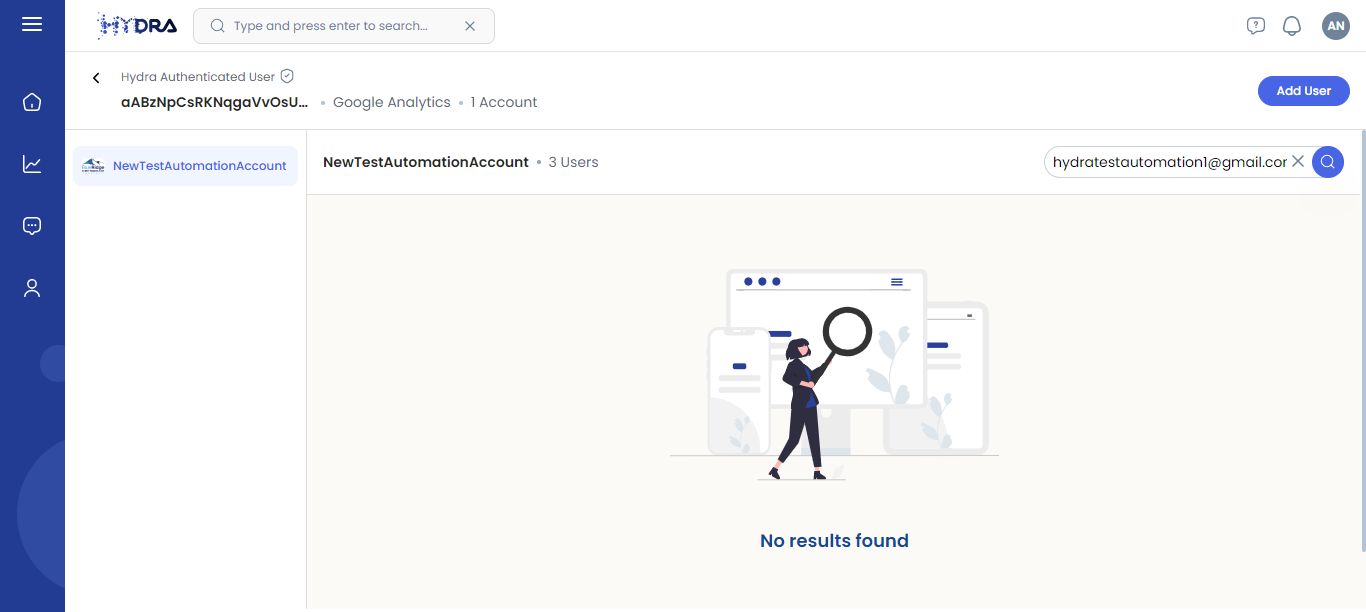 HYDRA
Type and press enter to search...
?
AN
Hydra Authenticated User
aABzNpCsRKNqgaVvOsU... • Google Analytics • 1 Account
Add User
NewTestAutomationAccount
NewTestAutomationAccount • 3 Users
hydratestautomation1@gmail.cor
No results found